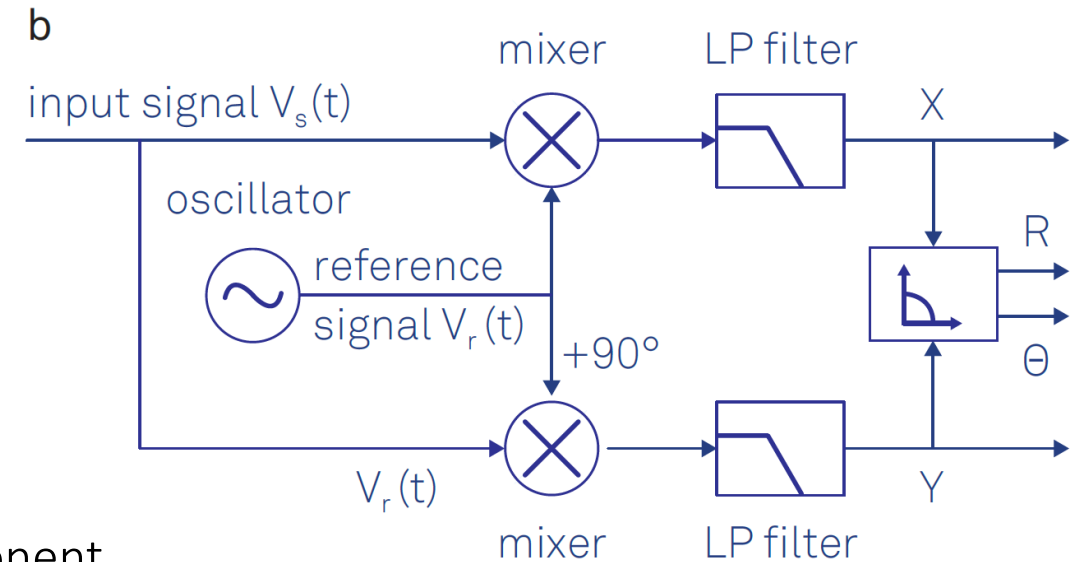 b
mixer
LP filter
input signal Vs(t)
X
oscillator
reference
signal Vr(t)
R
+90°
Θ
Vr(t)
Y
mixer
LP filter